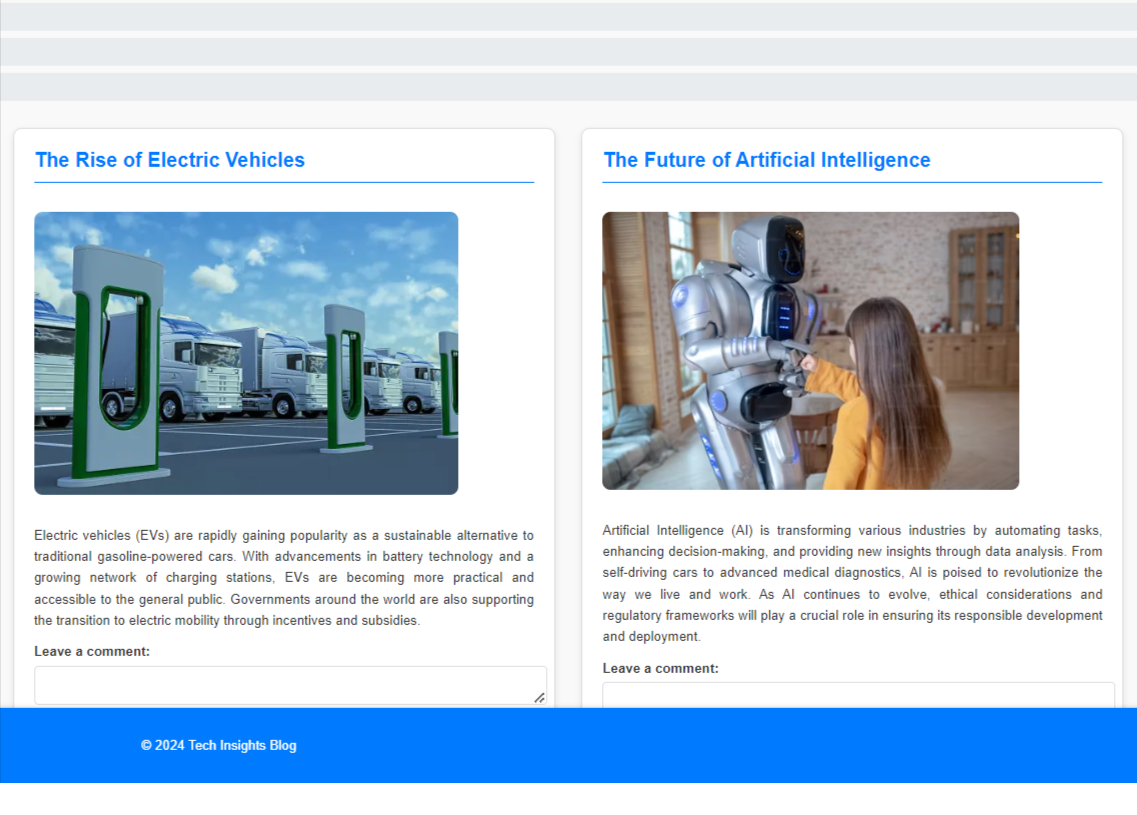 The Rise of Electric Vehicles
Electric vehicles (EVs) are rapidly gaining popularity as a sustainable alternative to
traditional gasoline-powered cars. With advancements in battery technology and a
growing network of charging stations, EVs are becoming more practical and
accessible to the general public. Governments around the world are also supporting
the transition to electric mobility through incentives and subsidies.
Leave a comment:
The Future of Artificial Intelligence
Artificial Intelligence (AI) is transforming various industries by automating tasks,
enhancing decision-making, and providing new insights through data analysis. From
self-driving cars to advanced medical diagnostics, AI is poised to revolutionize the
way we live and work. As AI continues to evolve, ethical considerations and
regulatory frameworks will play a crucial role in ensuring its responsible development
and deployment.
Leave a comment:
© 2024 Tech Insights Blog